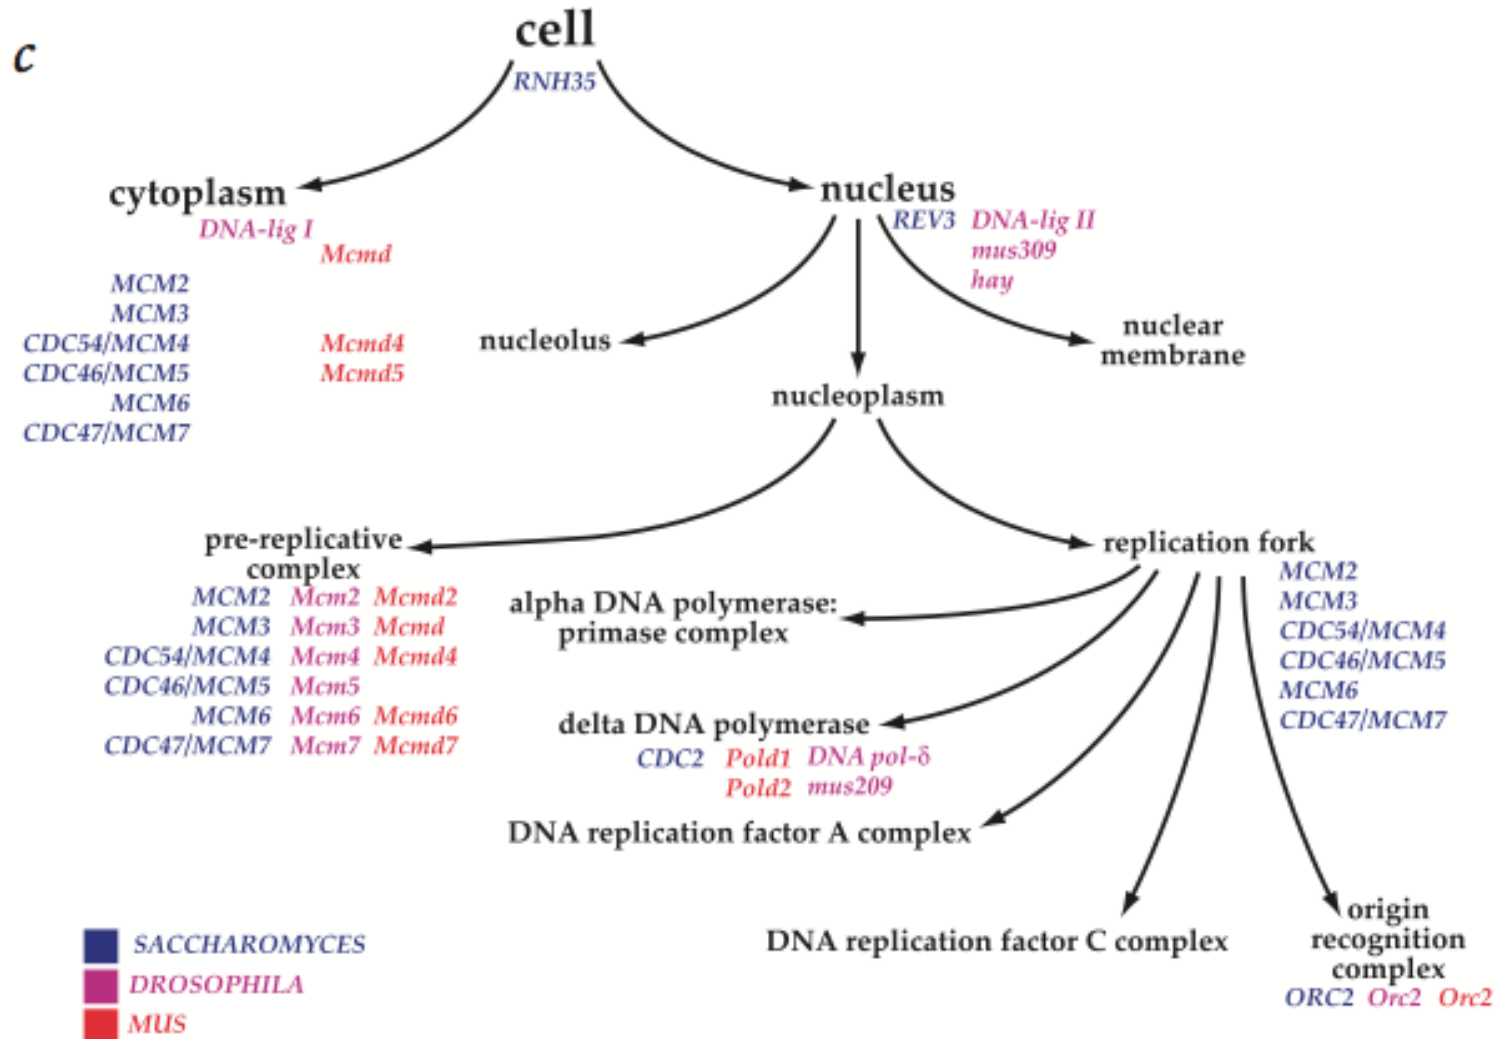 C
cell
RNH35
cytoplasm
DNA-lig I
Mcmd
MCM2
MCM3
CDC54/MCM4 Mcmd4
CDC46/MCM5 Mcmd5
MCM6
CDC47/MCM7
nucleus
REV3 DNA-lig II
mus309
hay
nucleolus
nuclear
membrane
nucleoplasm
pre-replicative
complex
MCM2 Mcm2 Mcmd2
MCM3 Mcm3 Mcmd
CDC54/MCM4 Mcm4 Mcmd4
CDC46/MCM5 Mcm5
MCM6 Mcm6 Mcmd6
CDC47/MCM7 Mcm7 Mcmd7
replication fork
MCM2
MCM3
CDC54/MCM4
CDC46/MCM5
MCM6
CDC47/MCM7
alpha DNA polymerase:
primase complex
delta DNA polymerase
CDC2 Pold1 DNA pol-δ
Pold2 mus209
DNA replication factor A complex
DNA replication factor C complex
origin
recognition
complex
ORC2 Orc2 Orc2
SACCHAROMYCES
DROSOPHILA
MUS